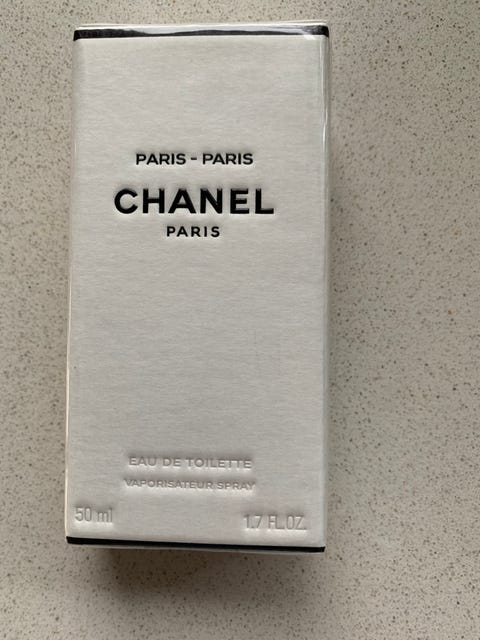 PARIS - PARIS
CHANEL
PARIS
EAU DE TOILETTE
VAPORISATEUR SPRAY
50 ml 1.7 FL.OZ.